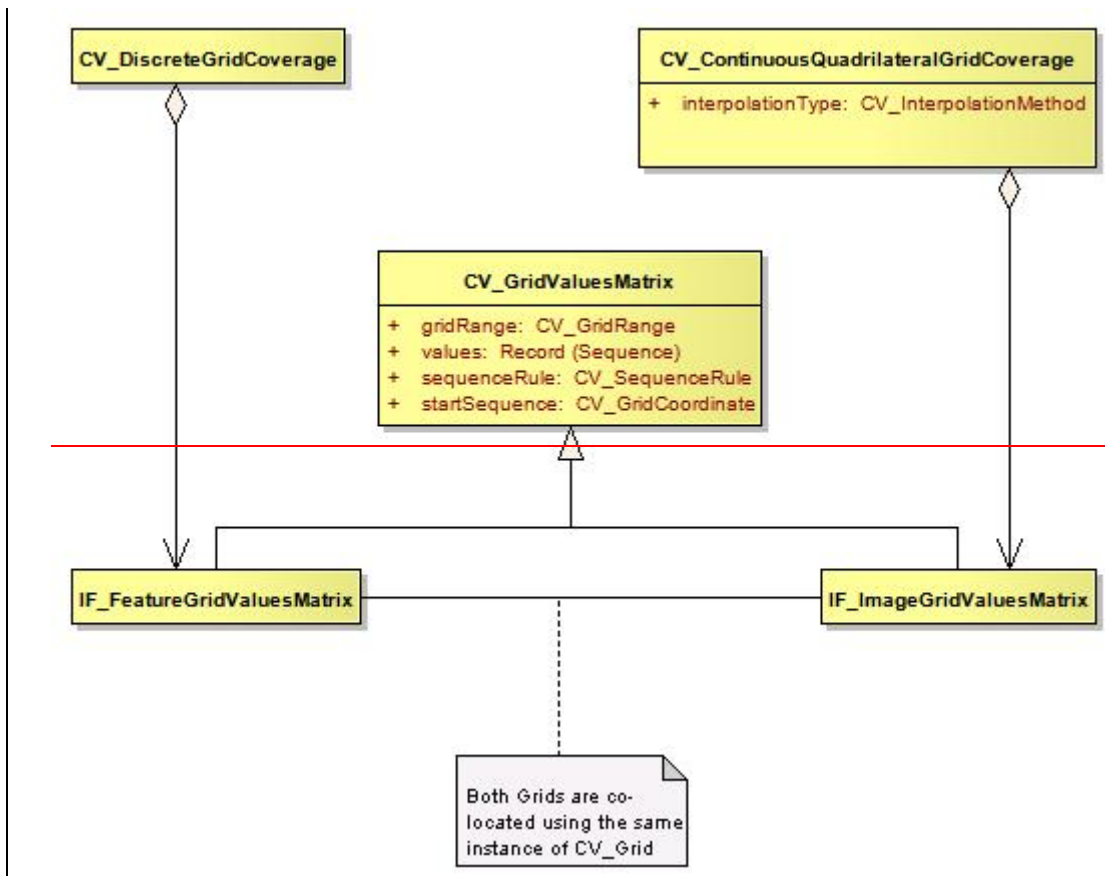 CV_DiscreteGridCoverage
CV_ContinuousQuadrilateralGridCoverage
+ interpolationType: CV_InterpolationMethod
CV_GridValuesMatrix
+ gridRange: CV_GridRange
+ values: Record (Sequence)
+ sequenceRule: CV_SequenceRule
+ startSequence: CV_GridCoordinate
IF_FeatureGridValuesMatrix
IF_ImageGridValuesMatrix
Both Grids are co-
located using the same
instance of CV_Grid